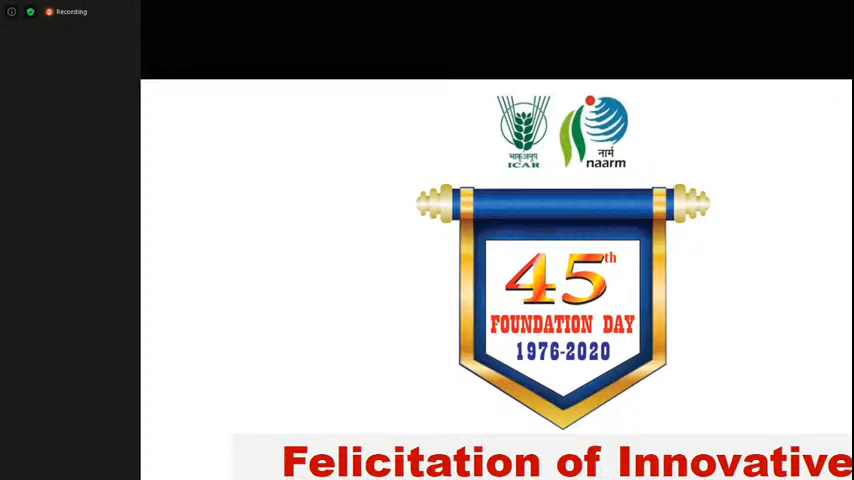 Recording
भाकृअनुप
ICAR
नार्म
naarm
45th
FOUNDATION DAY
1976-2020
Felicitation of Innovative